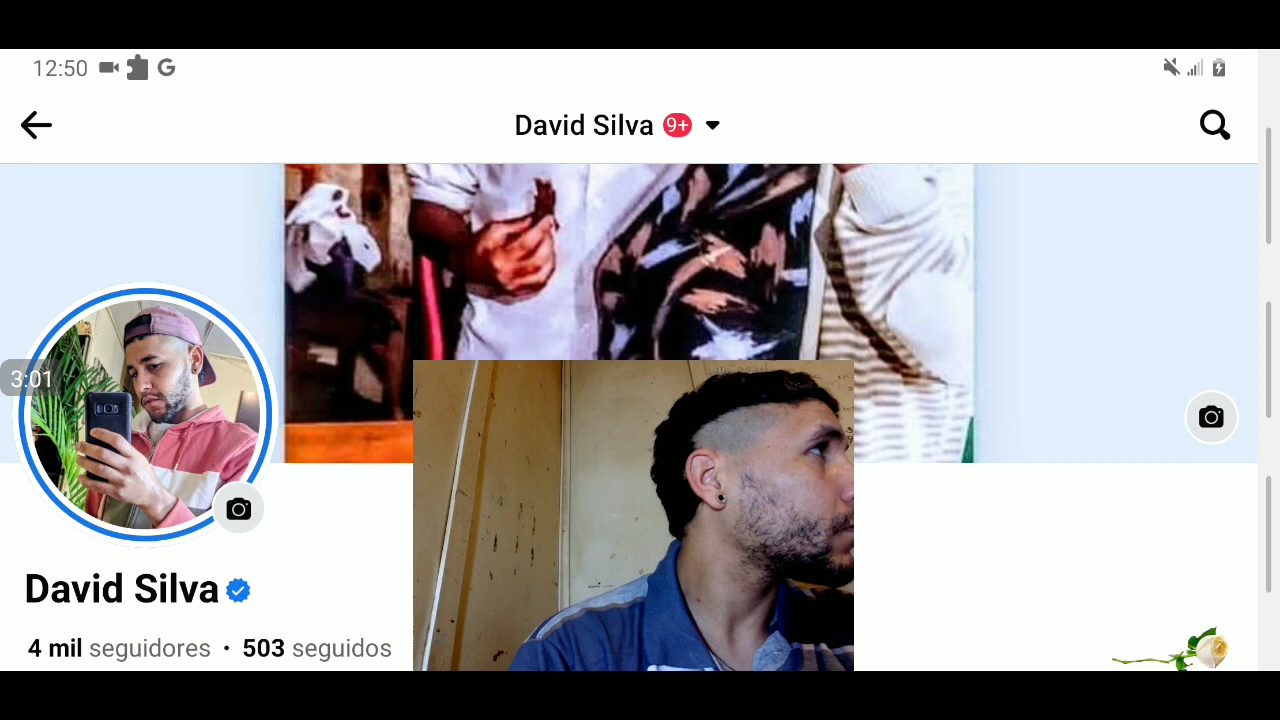 12:50 G
David Silva 9+
3:01
David Silva
4 mil seguidores • 503 seguidos